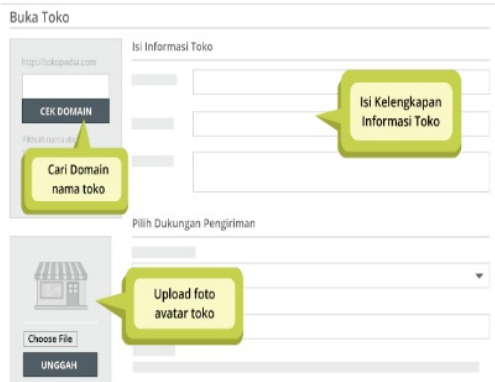 Buka Toko
http://tokopedia.com
CEK DOMAIN
Cari Domain
nama toko
Isi Informasi Toko
Isi Kelengkapan
Informasi Toko
Pilih Dukungan Pengiriman
Upload foto
avatar toko
Choose File
UNGGAH